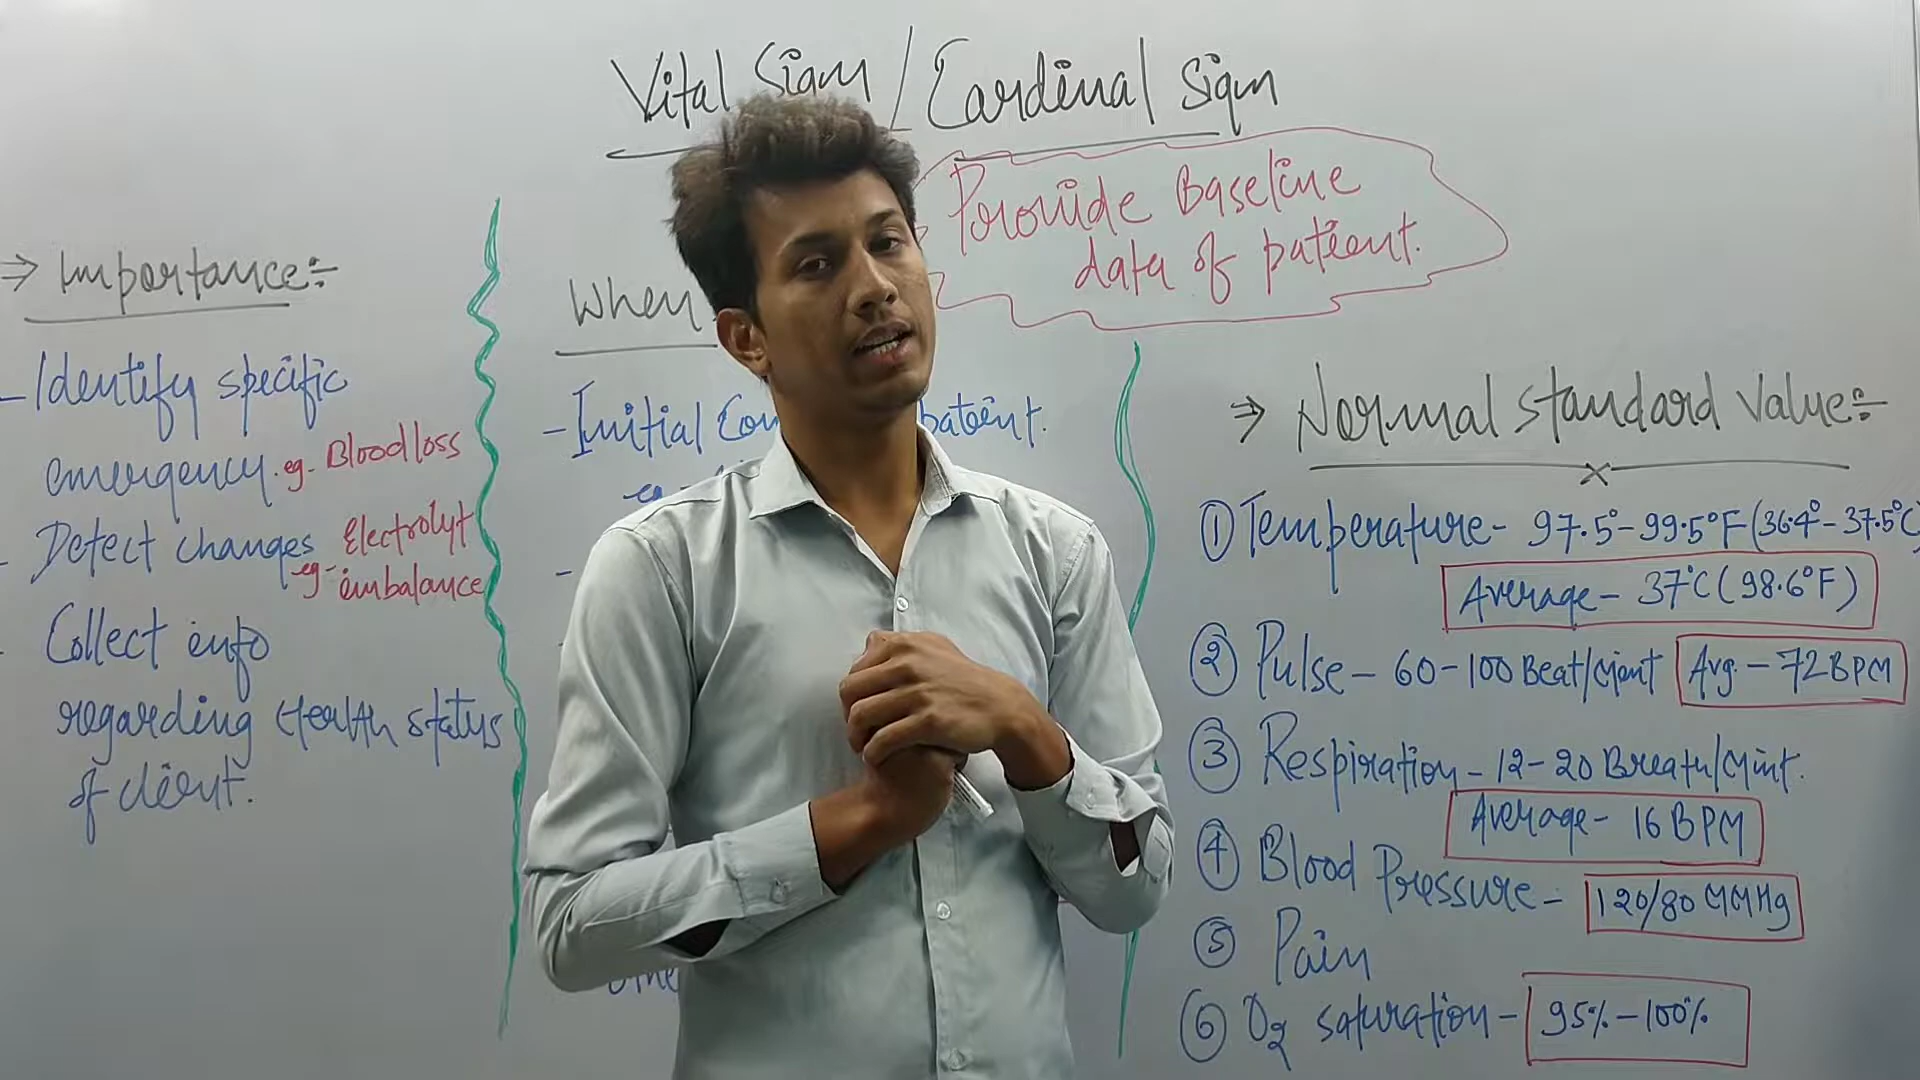 Vital Sign / Cardinal Sign
Provide Baseline
data of patient.
⇒ Importance:-
- Identify specific
emergency. eg- Blood loss
- Detect changes eg- Electrolyt
imbalance
- Collect info
regarding Health status
of client.
When
- Initial patient.
eg
⇒ Normal Standard Value:-
① Temperature - 97.5°-99.5°F (36.4°-37.5°C)
Average - 37°C (98.6°F)
② Pulse - 60-100 Beat/Mint Avg. - 72 BPM
③ Respiration - 12-20 Breath/Mint.
Average - 16 BPM
④ Blood Pressure - 120/80 MMHg
⑤ Pain
⑥ O2 saturation - 95% - 100%